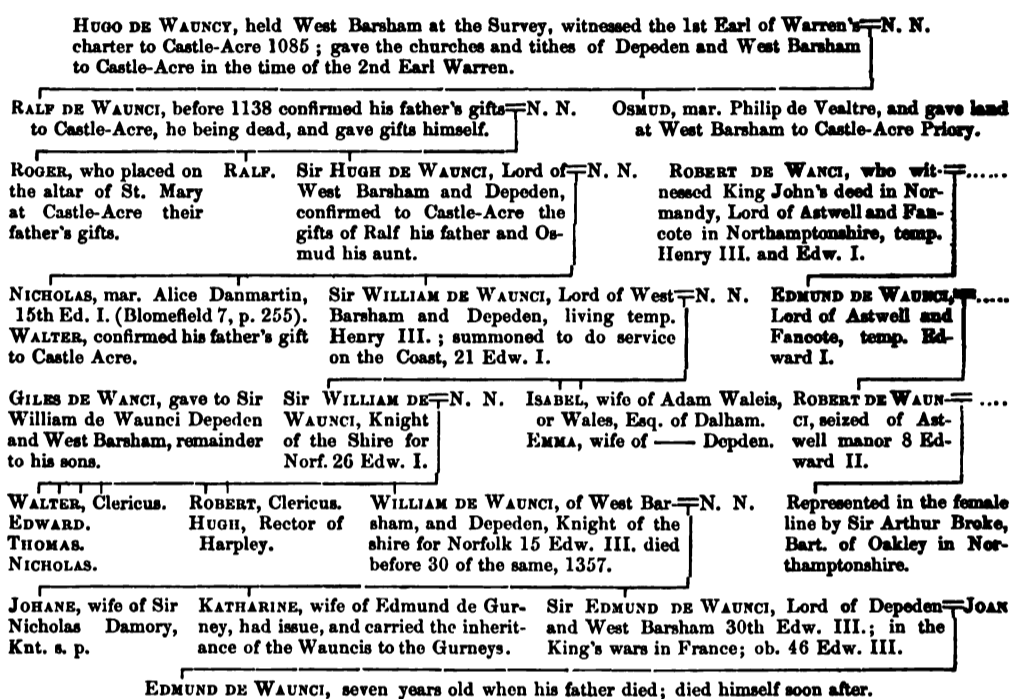 HUGO DE WAUNCY, held West Barsham at the Survey, witnessed the 1st Earl of Warren's=N. N.
charter to Castle-Acre 1085 ; gave the churches and tithes of Depeden and West Barsham
to Castle-Acre in the time of the 2nd Earl Warren.
RALF DE WAUNCI, before 1138 confirmed his father's gifts=N. N.
to Castle-Acre, he being dead, and gave gifts himself.
OSMUD, mar. Philip de Vealtre, and gave land
at West Barsham to Castle-Acre Priory.
ROGER, who placed on
the altar of St. Mary
at Castle-Acre their
father's gifts.
RALF.
Sir HUGH DE WAUNCI, Lord of=N. N.
West Barsham and Depeden,
confirmed to Castle-Acre the
gifts of Ralf his father and Os-
mud his aunt.
ROBERT DE WANCI, who wit-=......
nessed King John's deed in Nor-
mandy, Lord of Astwell and Fan-
cote in Northamptonshire, temp.
Henry III. and Edw. I.
NICHOLAS, mar. Alice Danmartin,
15th Ed. I. (Blomefield 7, p. 255).
WALTER, confirmed his father's gift
to Castle Acre.
Sir WILLIAM DE WAUNCI, Lord of West=N. N.
Barsham and Depeden, living temp.
Henry III. ; summoned to do service
on the Coast, 21 Edw. I.
EDMUND DE WAUNCI,=.....
Lord of Astwell and
Fancote, temp. Ed-
ward I.
GILES DE WANCI, gave to Sir
William de Waunci Depeden
and West Barsham, remainder
to his sons.
Sir WILLIAM DE=N. N.
WAUNCI, Knight
of the Shire for
Norf. 26 Edw. I.
ISABEL, wife of Adam Waleis,
or Wales, Esq. of Dalham.
EMMA, wife of —— Depden.
ROBERT DE WAUN-=....
CI, seized of Ast-
well manor 8 Ed-
ward II.
WALTER, Clericus.
EDWARD.
THOMAS.
NICHOLAS.
ROBERT, Clericus.
HUGH, Rector of
Harpley.
WILLIAM DE WAUNCI, of West Bar-=N. N.
sham, and Depeden, Knight of the
shire for Norfolk 15 Edw. III. died
before 30 of the same, 1357.
Represented in the female
line by Sir Arthur Broke,
Bart. of Oakley in Nor-
thamptonshire.
JOHANE, wife of Sir
Nicholas Damory,
Knt. s. p.
KATHARINE, wife of Edmund de Gur-
ney, had issue, and carried the inherit-
ance of the Wauncis to the Gurneys.
Sir EDMUND DE WAUNCI, Lord of Depeden=JOAN
and West Barsham 30th Edw. III.; in the
King's wars in France; ob. 46 Edw. III.
EDMUND DE WAUNCI, seven years old when his father died; died himself soon after.